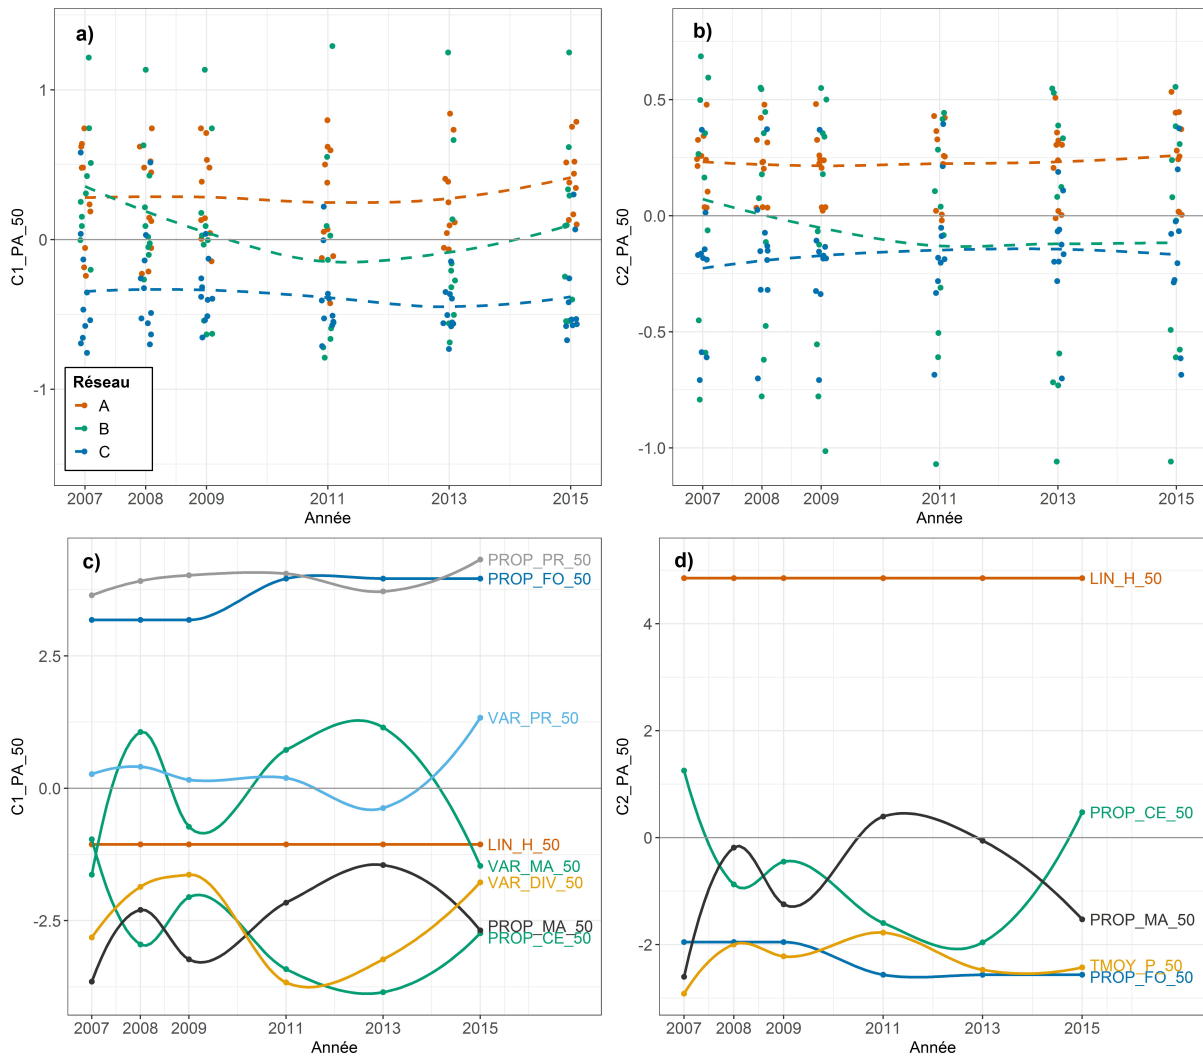 a)
C1_PA_50
1
0
-1
Réseau
A
B
C
2007
2008
2009
2011
2013
2015
Année
b)
C2_PA_50
0.5
0.0
-0.5
-1.0
2007
2008
2009
2011
2013
2015
Année
c)
C1_PA_50
2.5
0.0
-2.5
PROP_PR_50
PROP_FO_50
VAR_PR_50
LIN_H_50
VAR_MA_50
VAR_DIV_50
PROP_MA_50
PROP_CE_50
2007
2008
2009
2011
2013
2015
Année
d)
C2_PA_50
4
2
0
-2
LIN_H_50
PROP_CE_50
PROP_MA_50
TMOY_P_50
PROP_FO_50
2007
2008
2009
2011
2013
2015
Année